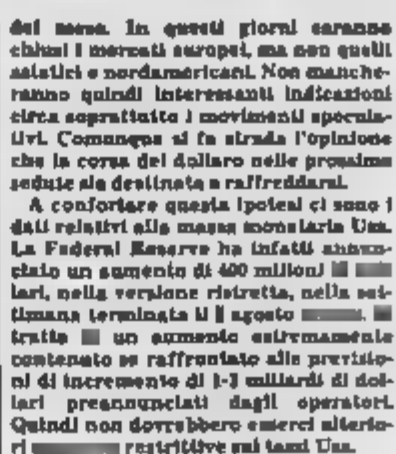 del mese. In questi giorni saranno
chiusi i mercati europei, ma non quelli
asiatici e nordamericani. Non manche-
ranno quindi interessanti indicazioni
circa soprattutto i movimenti specula-
tivi. Comunque si fa strada l'opinione
che la corsa del dollaro nelle prossime
sedute sia destinata a raffreddarsi.
A confortare questa ipotesi ci sono i
dati relativi alla massa monetaria Usa.
La Federal Reserve ha infatti annun-
ciato un aumento di 400 milioni
lari, nella versione ristretta, nella set-
timana terminata il agosto
tratta un aumento estremamente
contenuto se raffrontato alle previsio-
ni di incremento di 1-3 miliardi di dol-
lari preannunciati dagli operatori.
Quindi non dovrebbero esserci ulterio-
ri restrittive sui tassi Usa.